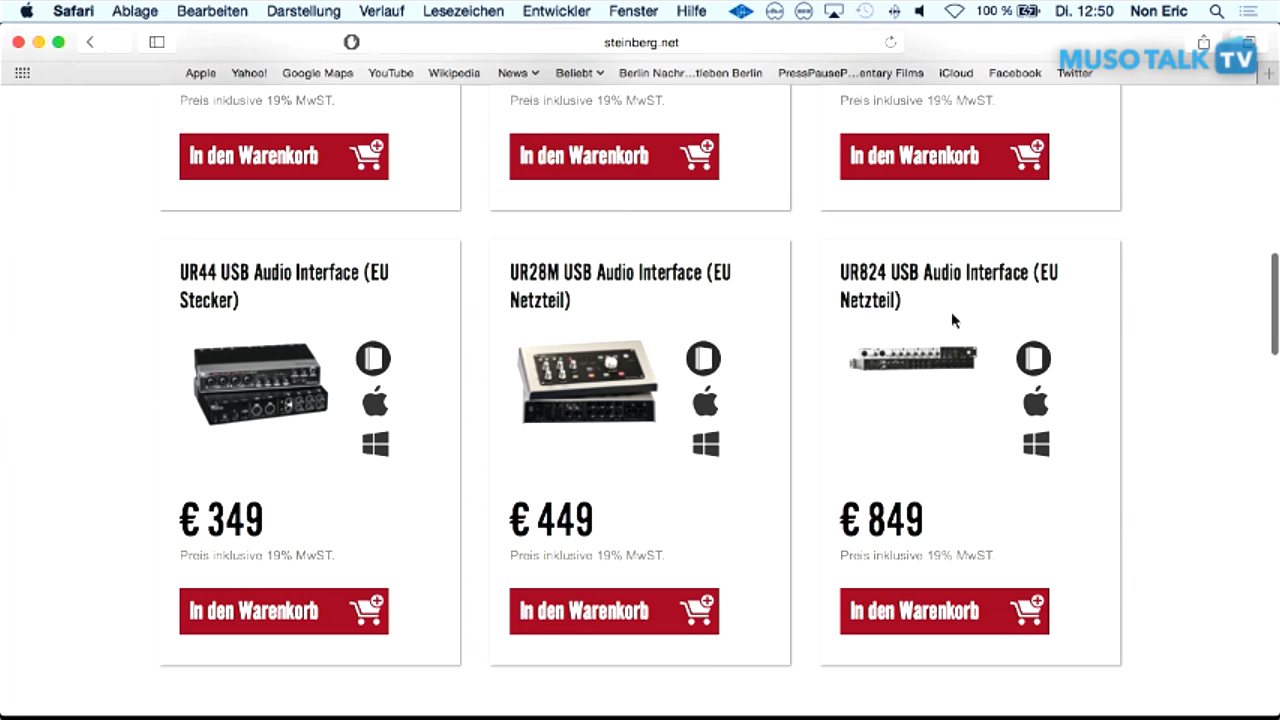 Safari Ablage Bearbeiten Darstellung Verlauf Lesezeichen Entwickler Fenster Hilfe 100 % Di. 12:50 Non Eric
steinberg.net
MUSO TALK TV
Apple Yahoo! Google Maps YouTube Wikipedia News Beliebt Berlin Nachr...tleben Berlin PressPauseP...entary Films iCloud Facebook Twitter
Preis inklusive 19% MwST. Preis inklusive 19% MwST. Preis inklusive 19% MwST.
In den Warenkorb In den Warenkorb In den Warenkorb
UR44 USB Audio Interface (EU UR28M USB Audio Interface (EU UR824 USB Audio Interface (EU
Stecker) Netzteil) Netzteil)
€ 349 € 449 € 849
Preis inklusive 19% MwST. Preis inklusive 19% MwST. Preis inklusive 19% MwST.
In den Warenkorb In den Warenkorb In den Warenkorb